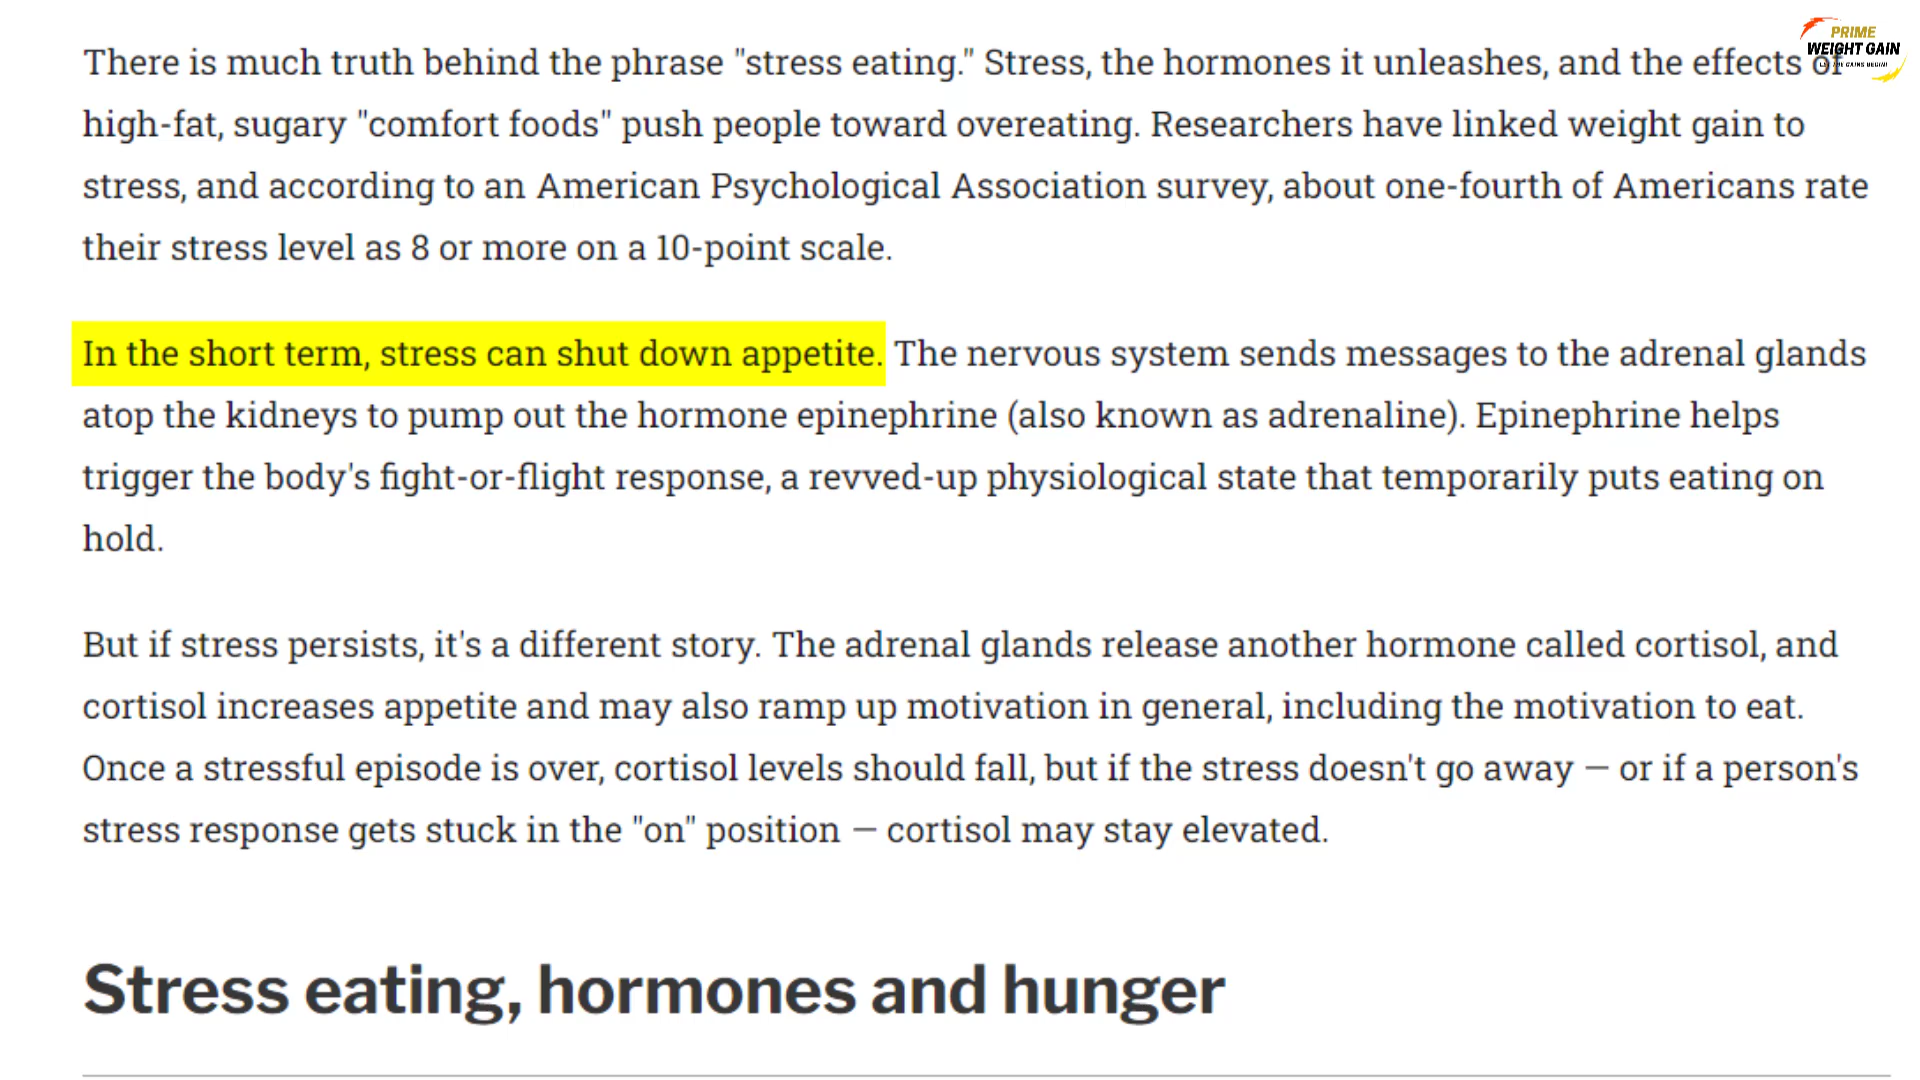 There is much truth behind the phrase "stress eating." Stress, the hormones it unleashes, and the effects of
high-fat, sugary "comfort foods" push people toward overeating. Researchers have linked weight gain to
stress, and according to an American Psychological Association survey, about one-fourth of Americans rate
their stress level as 8 or more on a 10-point scale.
In the short term, stress can shut down appetite. The nervous system sends messages to the adrenal glands
atop the kidneys to pump out the hormone epinephrine (also known as adrenaline). Epinephrine helps
trigger the body's fight-or-flight response, a revved-up physiological state that temporarily puts eating on
hold.
But if stress persists, it's a different story. The adrenal glands release another hormone called cortisol, and
cortisol increases appetite and may also ramp up motivation in general, including the motivation to eat.
Once a stressful episode is over, cortisol levels should fall, but if the stress doesn't go away — or if a person's
stress response gets stuck in the "on" position — cortisol may stay elevated.
Stress eating, hormones and hunger
PRIME
WEIGHT GAIN
GAINS BEGIN!